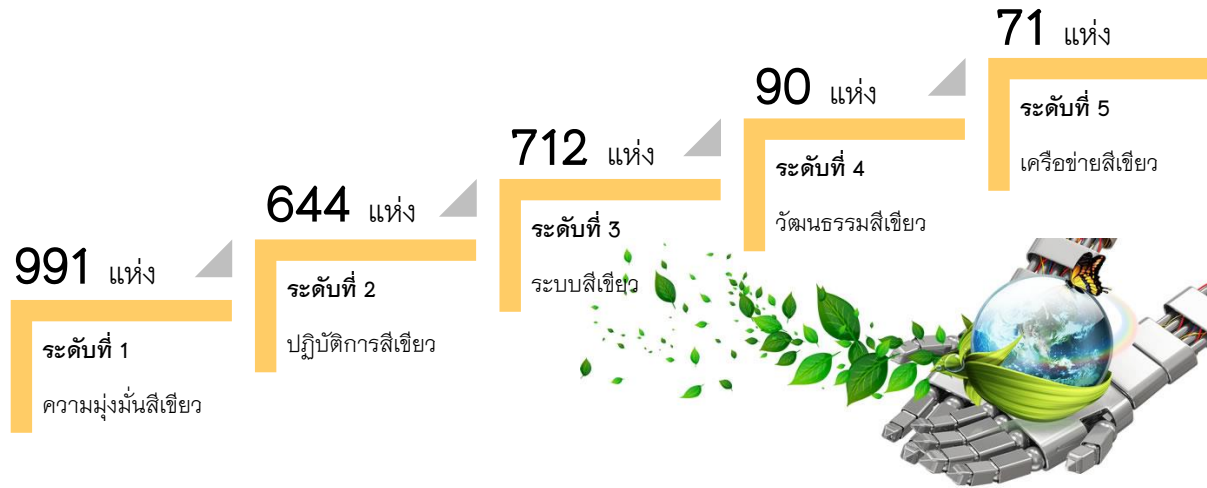 991 แห่ง
ระดับที่ 1
ความมุ่งมั่นสีเขียว
644 แห่ง
ระดับที่ 2
ปฏิบัติการสีเขียว
712 แห่ง
ระดับที่ 3
ระบบสีเขียว
90 แห่ง
ระดับที่ 4
วัฒนธรรมสีเขียว
71 แห่ง
ระดับที่ 5
เครือข่ายสีเขียว